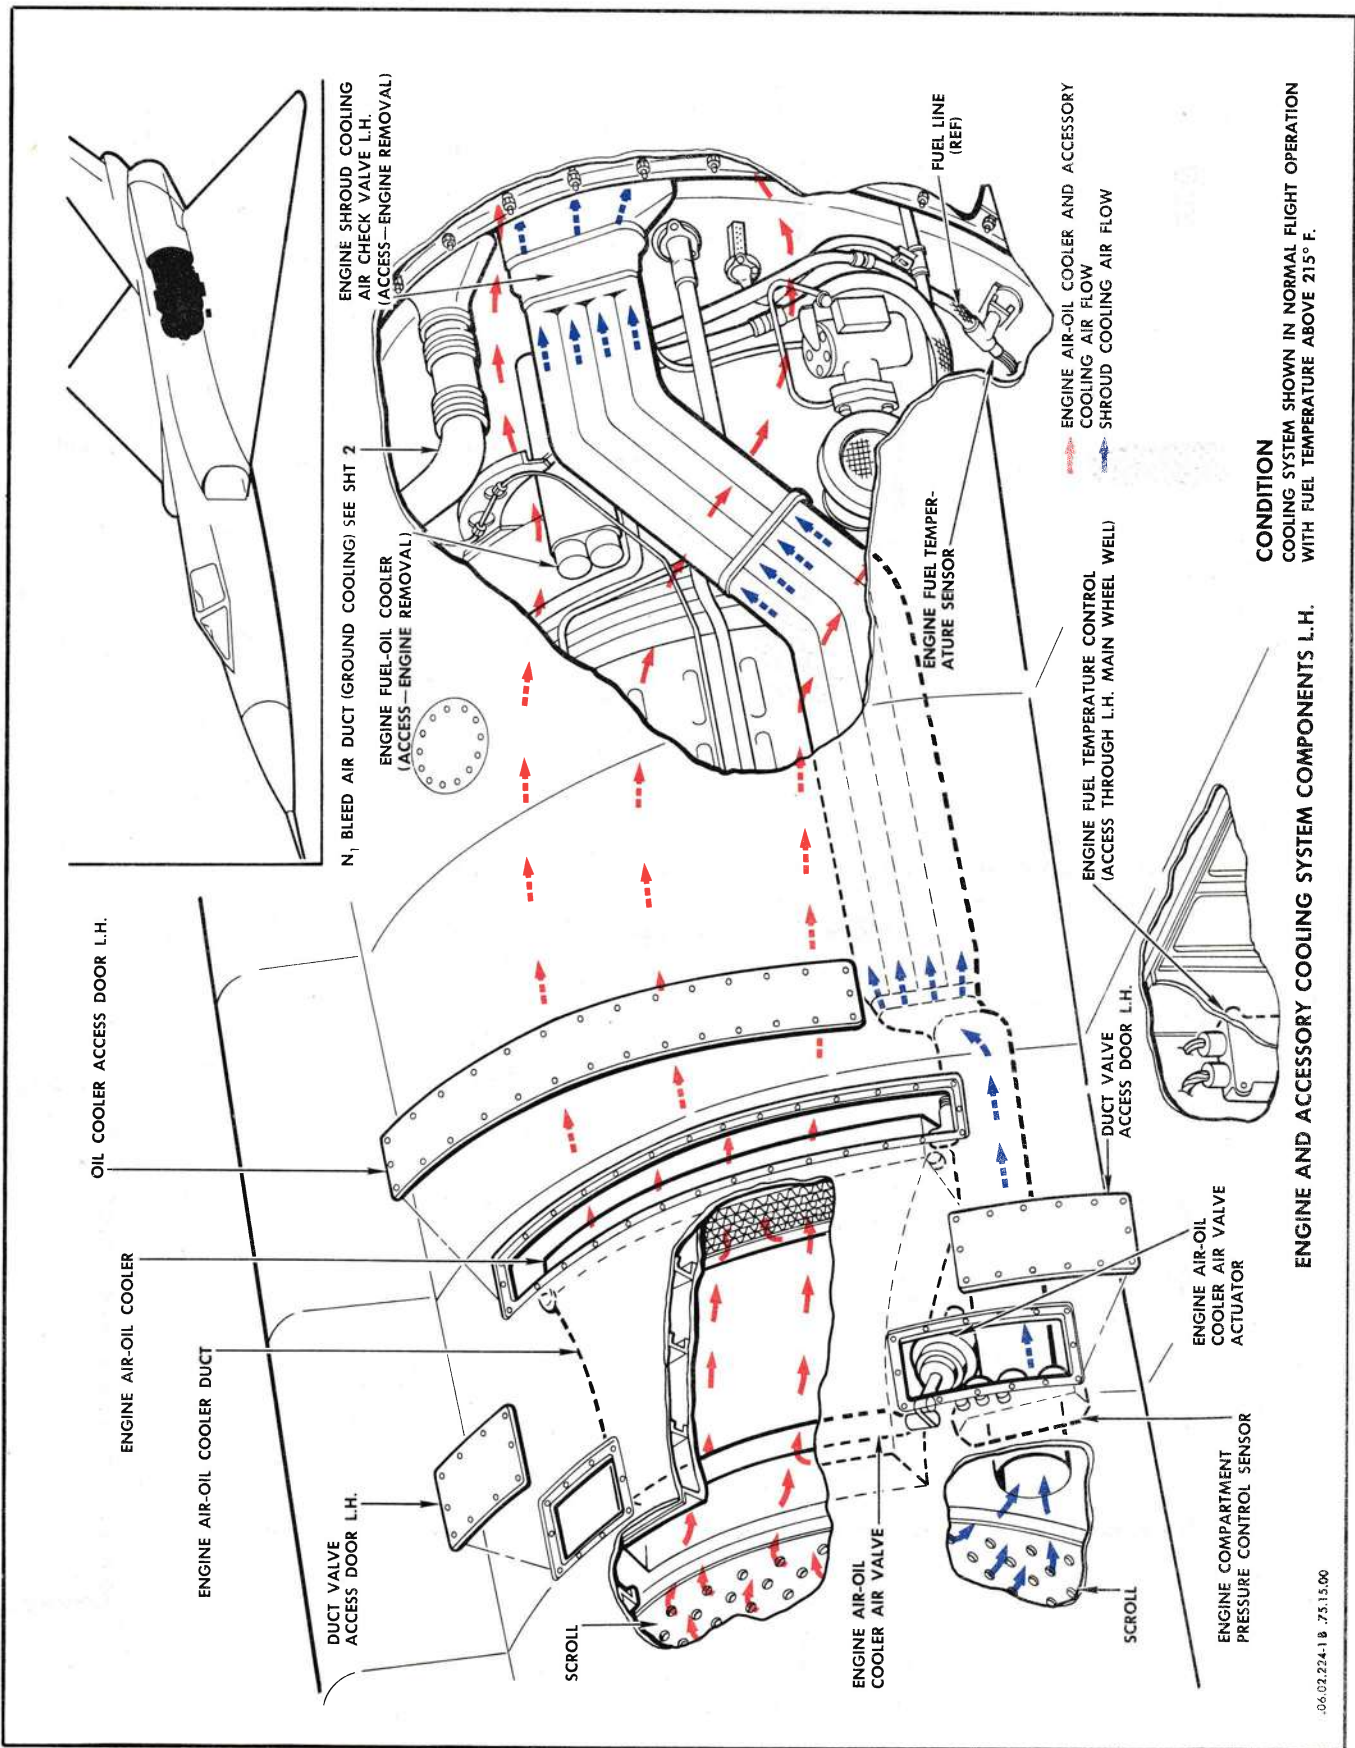 OIL COOLER ACCESS DOOR L.H.
ENGINE AIR-OIL COOLER
ENGINE AIR-OIL COOLER DUCT
DUCT VALVE
ACCESS DOOR L.H.
SCROLL
ENGINE AIR-OIL
COOLER AIR VALVE
SCROLL
ENGINE COMPARTMENT
PRESSURE CONTROL SENSOR
ENGINE AIR-OIL
COOLER AIR VALVE
ACTUATOR
DUCT VALVE
ACCESS DOOR L.H.
N1 BLEED AIR DUCT (GROUND COOLING) SEE SHT 2
ENGINE FUEL-OIL COOLER
(ACCESS—ENGINE REMOVAL)
ENGINE SHROUD COOLING
AIR CHECK VALVE L.H.
(ACCESS—ENGINE REMOVAL)
FUEL LINE
(REF)
ENGINE FUEL TEMPER-
ATURE SENSOR
ENGINE FUEL TEMPERATURE CONTROL
(ACCESS THROUGH L.H. MAIN WHEEL WELL)
ENGINE AIR-OIL COOLER AND ACCESSORY
COOLING AIR FLOW
SHROUD COOLING AIR FLOW
CONDITION
COOLING SYSTEM SHOWN IN NORMAL FLIGHT OPERATION
WITH FUEL TEMPERATURE ABOVE 215° F.
ENGINE AND ACCESSORY COOLING SYSTEM COMPONENTS L.H.
.06.02.224-1B .75.15.00